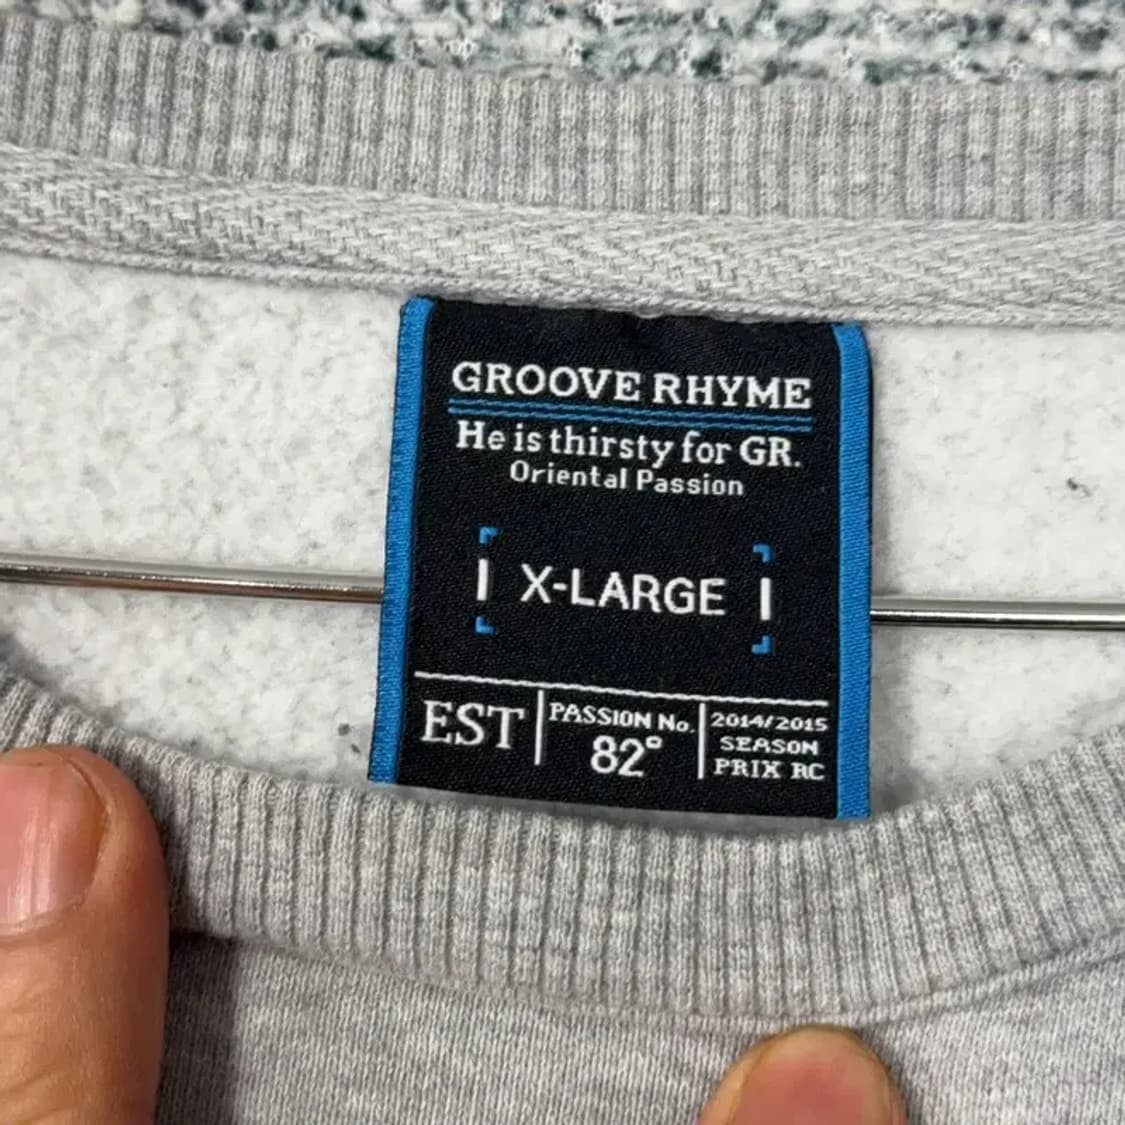 GROOVE RHYME
He is thirsty for GR.
Oriental Passion
X-LARGE
EST
PASSION No.
82°
2014/2015
SEASON
PRIX RC